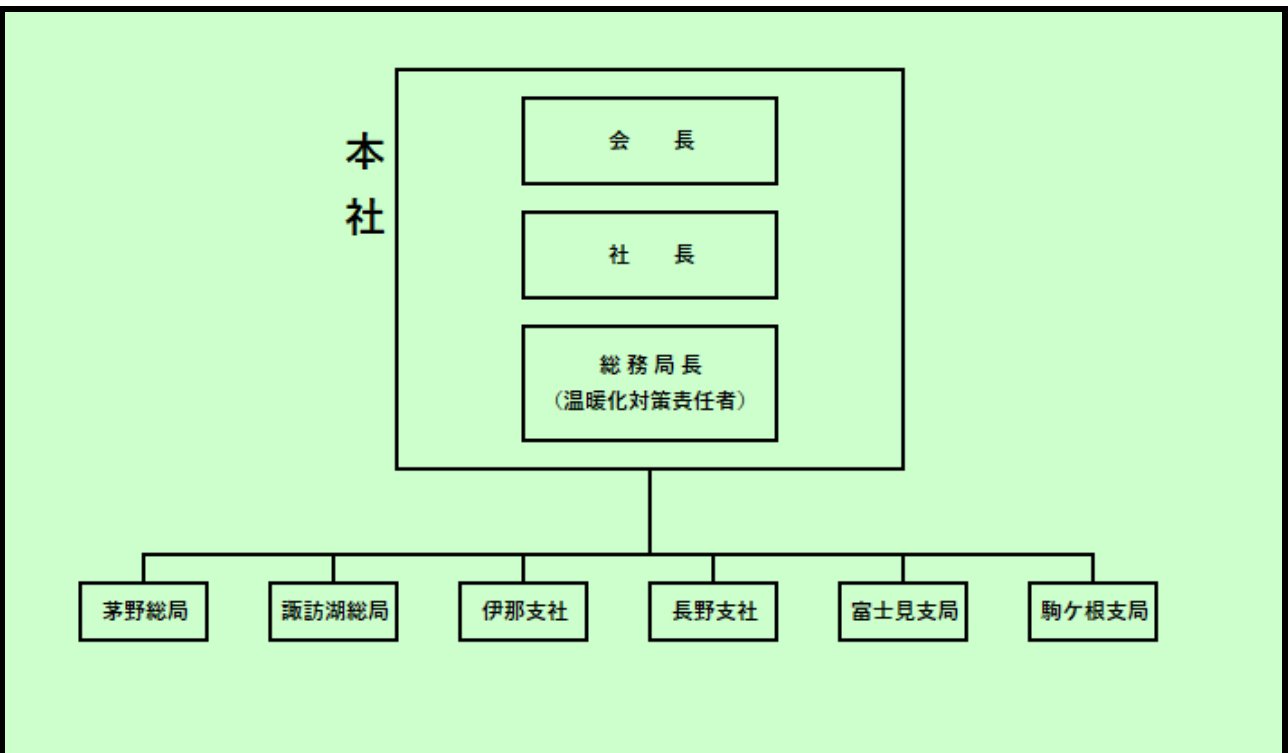 本社
会　　長
社　　長
総務局長
（温暖化対策責任者）
茅野総局
諏訪湖総局
伊那支社
長野支社
富士見支局
駒ケ根支局